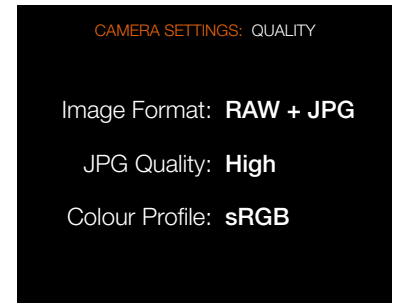 CAMERA SETTINGS: QUALITY
Image Format: RAW + JPG
JPG Quality: High
Colour Profile: sRGB